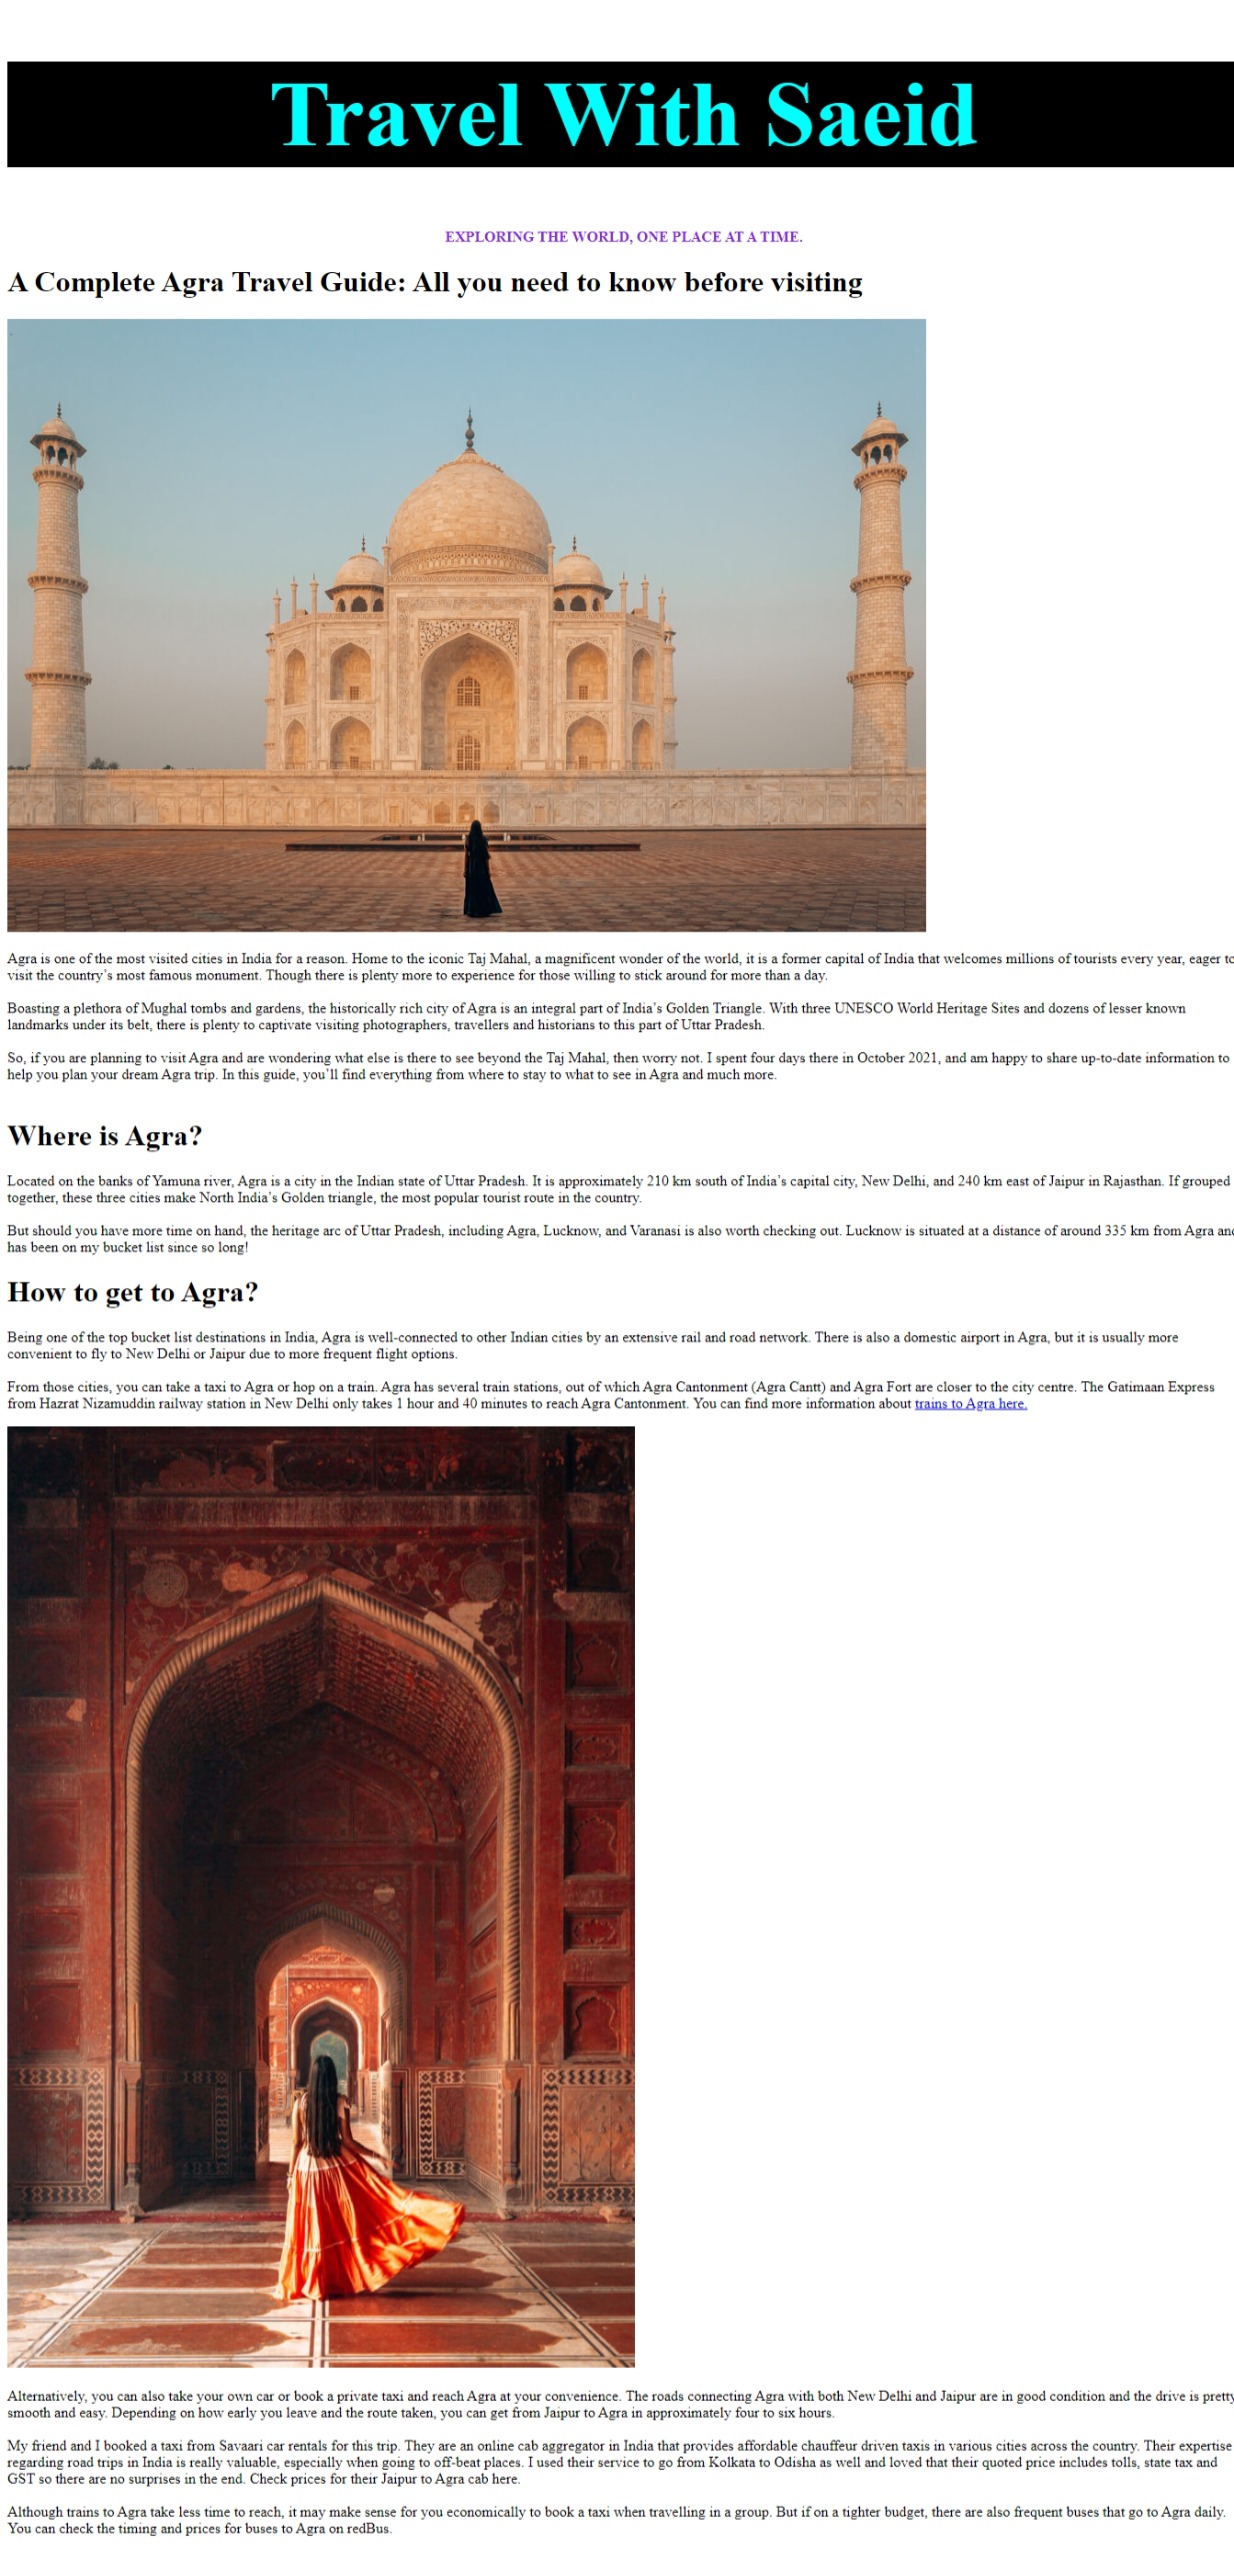 Travel With Saeid
EXPLORING THE WORLD, ONE PLACE AT A TIME.
A Complete Agra Travel Guide: All you need to know before visiting
Agra is one of the most visited cities in India for a reason. Home to the iconic Taj Mahal, a magnificent wonder of the world, it is a former capital of India that welcomes millions of tourists every year, eager to
visit the country’s most famous monument. Though there is plenty more to experience for those willing to stick around for more than a day.
Boasting a plethora of Mughal tombs and gardens, the historically rich city of Agra is an integral part of India’s Golden Triangle. With three UNESCO World Heritage Sites and dozens of lesser known
landmarks under its belt, there is plenty to captivate visiting photographers, travellers and historians to this part of Uttar Pradesh.
So, if you are planning to visit Agra and are wondering what else is there to see beyond the Taj Mahal, then worry not. I spent four days there in October 2021, and am happy to share up-to-date information to
help you plan your dream Agra trip. In this guide, you’ll find everything from where to stay to what to see in Agra and much more.
Where is Agra?
Located on the banks of Yamuna river, Agra is a city in the Indian state of Uttar Pradesh. It is approximately 210 km south of India’s capital city, New Delhi, and 240 km east of Jaipur in Rajasthan. If grouped
together, these three cities make North India’s Golden triangle, the most popular tourist route in the country.
But should you have more time on hand, the heritage arc of Uttar Pradesh, including Agra, Lucknow, and Varanasi is also worth checking out. Lucknow is situated at a distance of around 335 km from Agra and
has been on my bucket list since so long!
How to get to Agra?
Being one of the top bucket list destinations in India, Agra is well-connected to other Indian cities by an extensive rail and road network. There is also a domestic airport in Agra, but it is usually more
convenient to fly to New Delhi or Jaipur due to more frequent flight options.
From those cities, you can take a taxi to Agra or hop on a train. Agra has several train stations, out of which Agra Cantonment (Agra Cantt) and Agra Fort are closer to the city centre. The Gatimaan Express
from Hazrat Nizamuddin railway station in New Delhi only takes 1 hour and 40 minutes to reach Agra Cantonment. You can find more information about trains to Agra here.
Alternatively, you can also take your own car or book a private taxi and reach Agra at your convenience. The roads connecting Agra with both New Delhi and Jaipur are in good condition and the drive is pretty
smooth and easy. Depending on how early you leave and the route taken, you can get from Jaipur to Agra in approximately four to six hours.
My friend and I booked a taxi from Savaari car rentals for this trip. They are an online cab aggregator in India that provides affordable chauffeur driven taxis in various cities across the country. Their expertise
regarding road trips in India is really valuable, especially when going to off-beat places. I used their service to go from Kolkata to Odisha as well and loved that their quoted price includes tolls, state tax and
GST so there are no surprises in the end. Check prices for their Jaipur to Agra cab here.
Although trains to Agra take less time to reach, it may make sense for you economically to book a taxi when travelling in a group. But if on a tighter budget, there are also frequent buses that go to Agra daily.
You can check the timing and prices for buses to Agra on redBus.